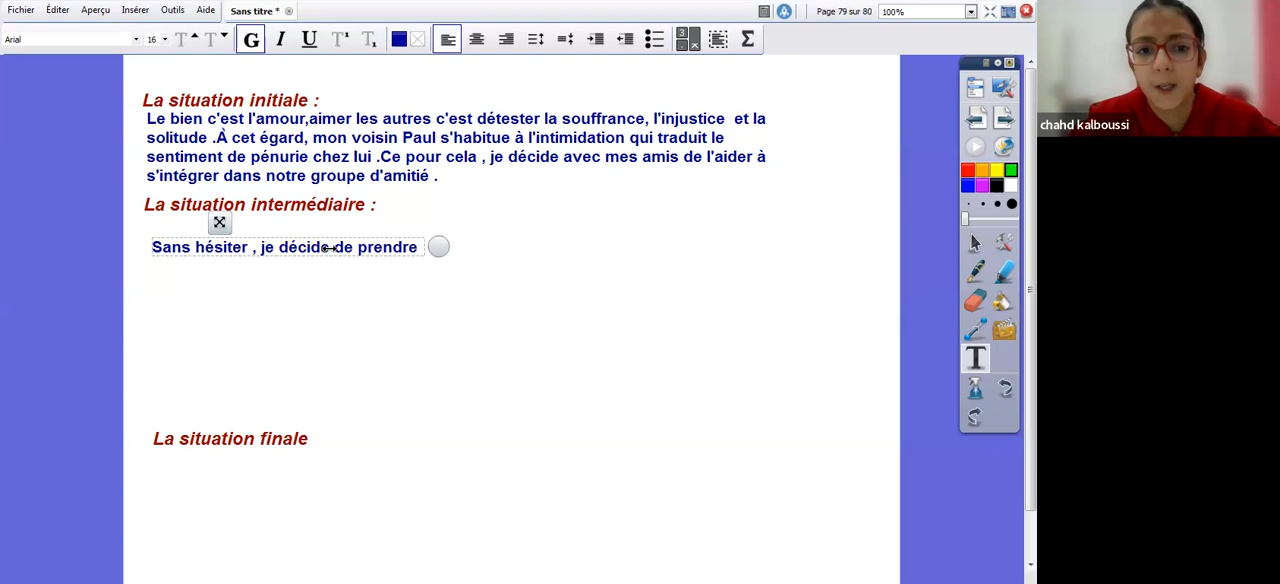 Fichier Éditer Aperçu Insérer Outils Aide Sans titre * Page 79 sur 80 100%
Arial 16 T T G I U T¹ T₁ 3 Σ
chahd kalboussi
La situation initiale :
Le bien c'est l'amour,aimer les autres c'est détester la souffrance, l'injustice et la
solitude .À cet égard, mon voisin Paul s'habitue à l'intimidation qui traduit le
sentiment de pénurie chez lui .Ce pour cela , je décide avec mes amis de l'aider à
s'intégrer dans notre groupe d'amitié .
La situation intermédiaire :
Sans hésiter , je décide de prendre
T
La situation finale